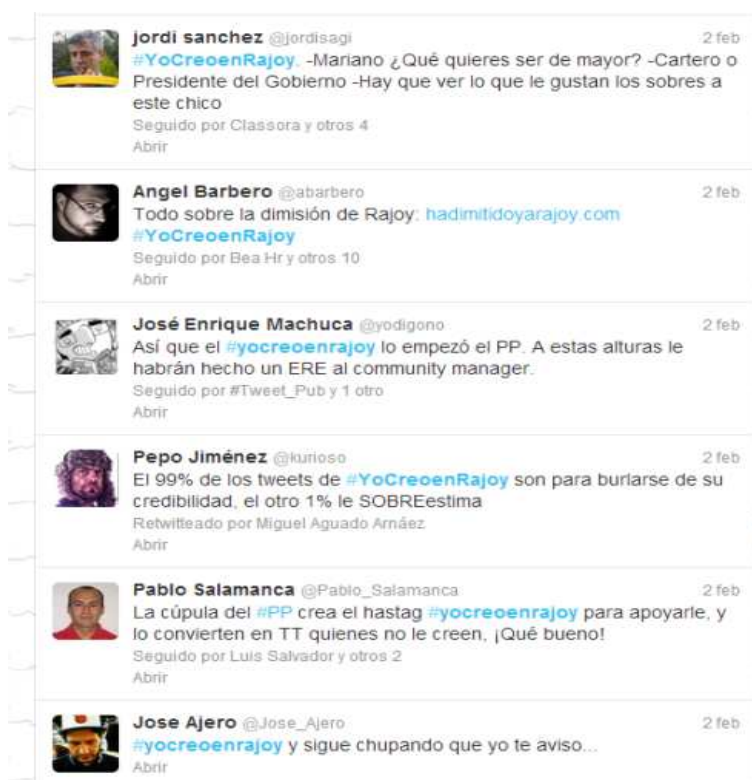 jordi sanchez @jordisagi 2 feb
#YoCreoenRajoy. -Mariano ¿Qué quieres ser de mayor? -Cartero o
Presidente del Gobierno -Hay que ver lo que le gustan los sobres a
este chico
Seguido por Classora y otros 4
Abrir
Angel Barbero @abarbero 2 feb
Todo sobre la dimisión de Rajoy: hadimitidoyarajoy.com
#YoCreoenRajoy
Seguido por Bea Hr y otros 10
Abrir
José Enrique Machuca @yodigono 2 feb
Así que el #yocreoenrajoy lo empezó el PP. A estas alturas le
habrán hecho un ERE al community manager.
Seguido por #Tweet_Pub y 1 otro
Abrir
Pepo Jiménez @kurioso 2 feb
El 99% de los tweets de #YoCreoenRajoy son para burlarse de su
credibilidad, el otro 1% le SOBREestima
Retwitteado por Miguel Aguado Arnáez
Abrir
Pablo Salamanca @Pablo_Salamanca 2 feb
La cúpula del #PP crea el hastag #yocreoenrajoy para apoyarle, y
lo convierten en TT quienes no le creen, ¡Qué bueno!
Seguido por Luis Salvador y otros 2
Abrir
Jose Ajero @Jose_Ajero 2 feb
#yocreoenrajoy y sigue chupando que yo te aviso...
Abrir